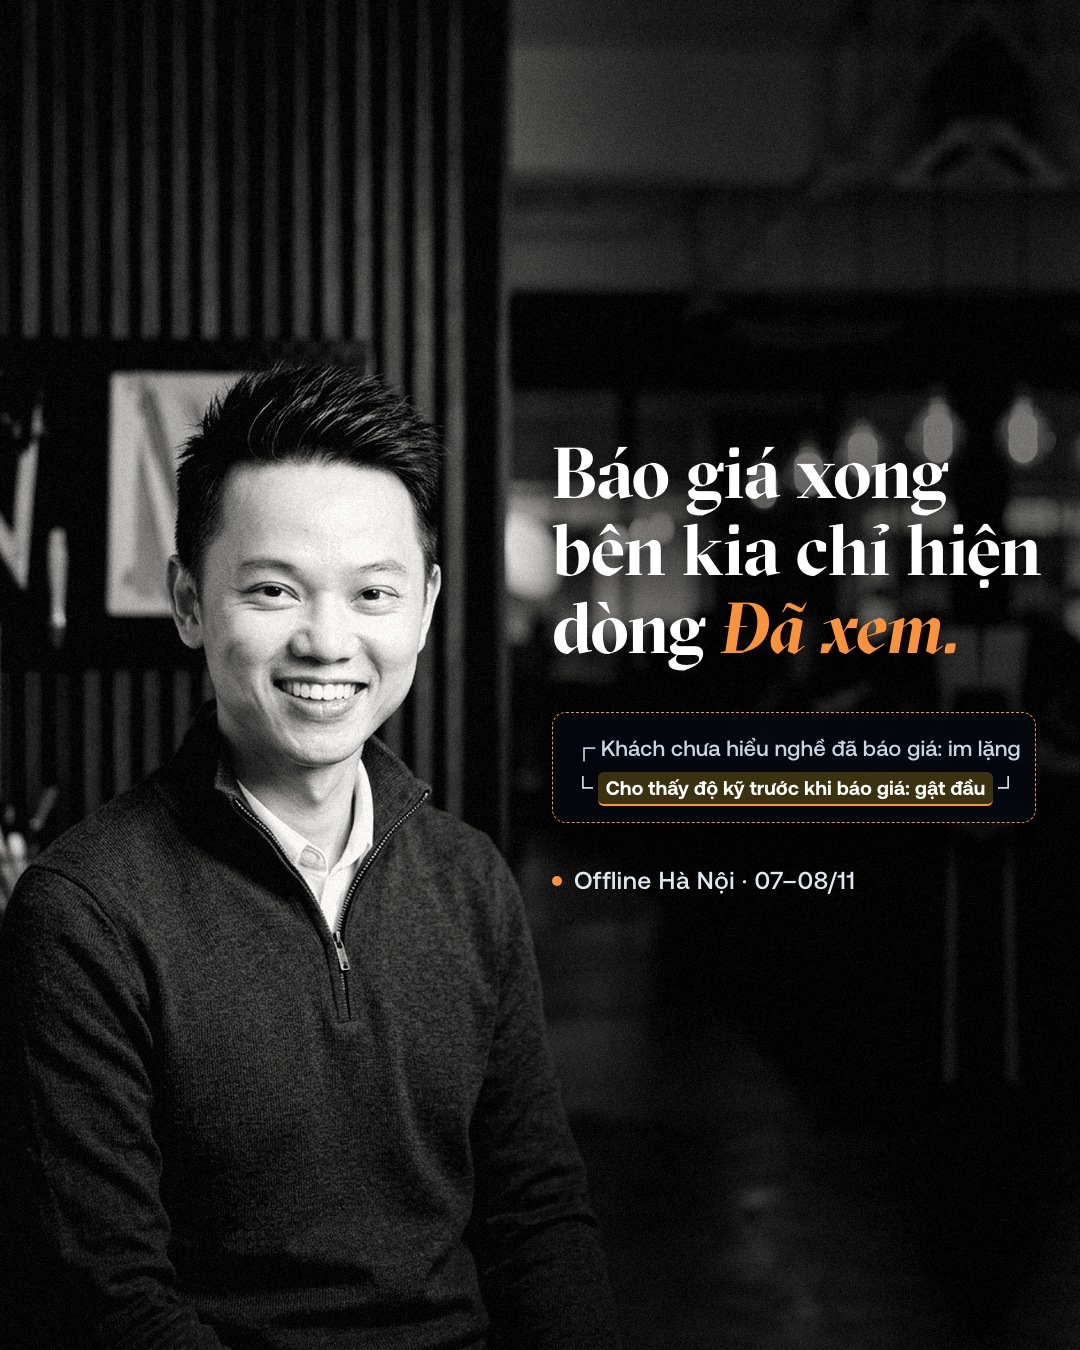 Báo giá xong
bên kia chỉ hiện
dòng Đã xem.
Khách chưa hiểu nghề đã báo giá: im lặng
Cho thấy độ kỹ trước khi báo giá: gật đầu
Offline Hà Nội · 07–08/11